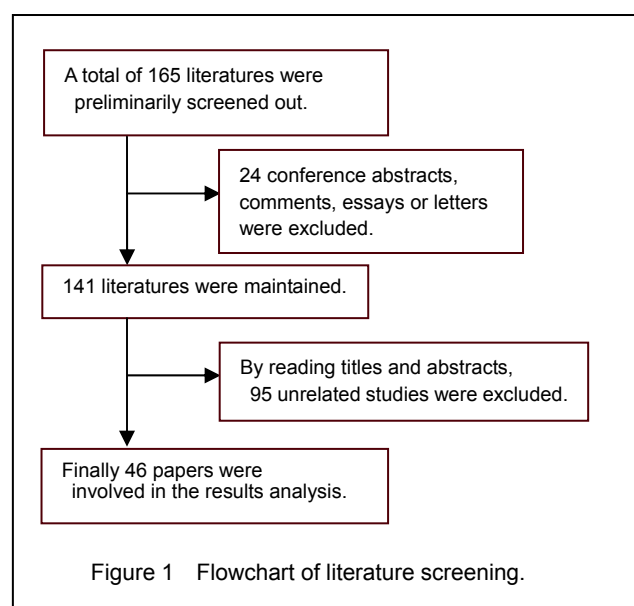 A total of 165 literatures were
preliminarily screened out.
24 conference abstracts,
comments, essays or letters
were excluded.
141 literatures were maintained.
By reading titles and abstracts,
95 unrelated studies were excluded.
Finally 46 papers were
involved in the results analysis.
Figure 1 Flowchart of literature screening.